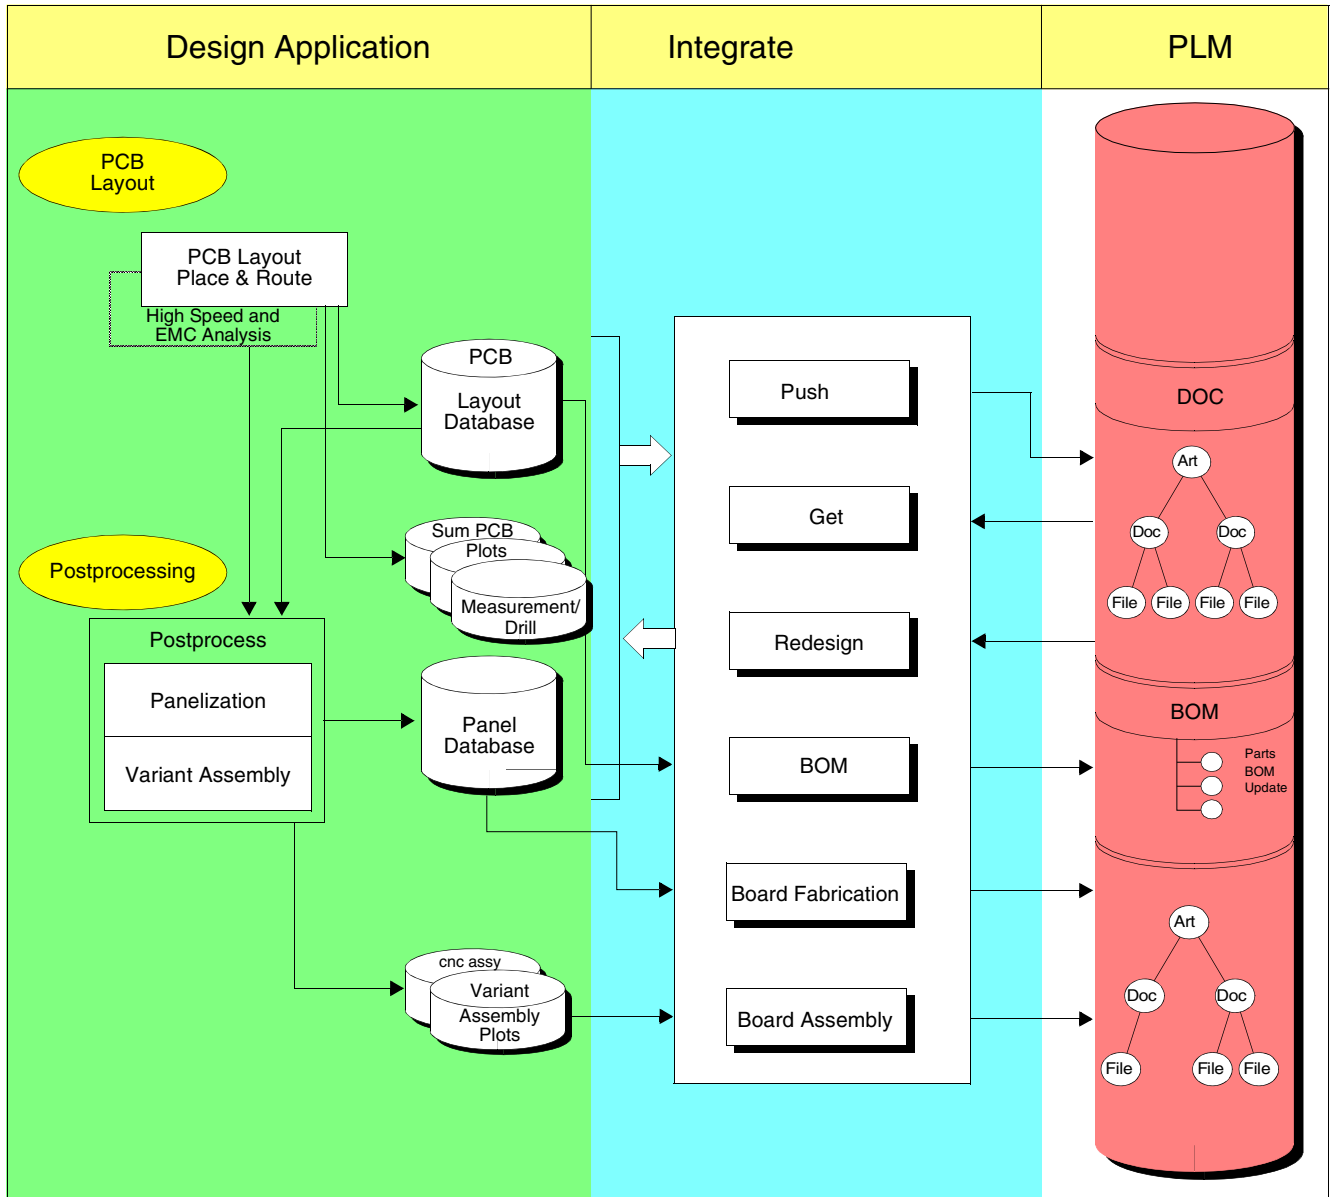 Design Application
Integrate
PLM
PCB
Layout
PCB Layout
Place & Route
High Speed and
EMC Analysis
PCB
Layout
Database
Sum PCB
Plots
Measurement/
Drill
Postprocessing
Postprocess
Panelization
Variant Assembly
Panel
Database
cnc assy
Variant
Assembly
Plots
Push
Get
Redesign
BOM
Board Fabrication
Board Assembly
DOC
Art
Doc
Doc
File
File
File
File
BOM
Parts
BOM
Update
Art
Doc
Doc
File
File
File